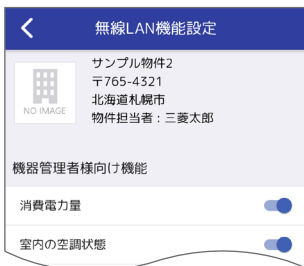 無線LAN機能設定
サンプル物件2
〒765-4321
北海道札幌市
物件担当者：三菱太郎
NO IMAGE
機器管理者様向け機能
消費電力量
室内の空調状態